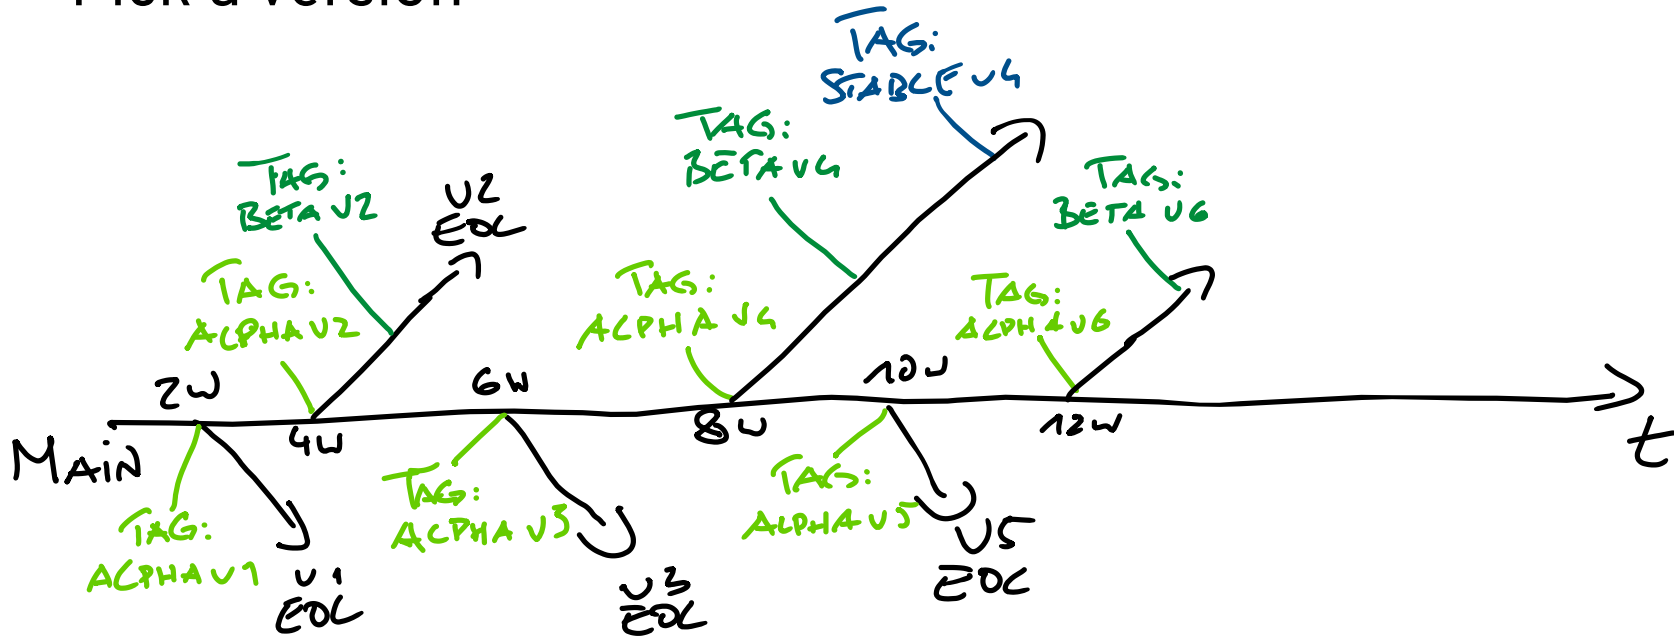 Pick a version
TAG:
STABLE v4
TAG:
BETA v4
TAG:
BETA v2
v2
EOL
TAG:
BETA v6
TAG:
ALPHA v2
TAG:
ALPHA v4
TAG:
ALPHA v6
2W
6W
10W
MAIN
4W
8W
12W
t
TAG:
ALPHA v1
v1
EOL
TAG:
ALPHA v3
v3
EOL
TAG:
ALPHA v5
v5
EOL